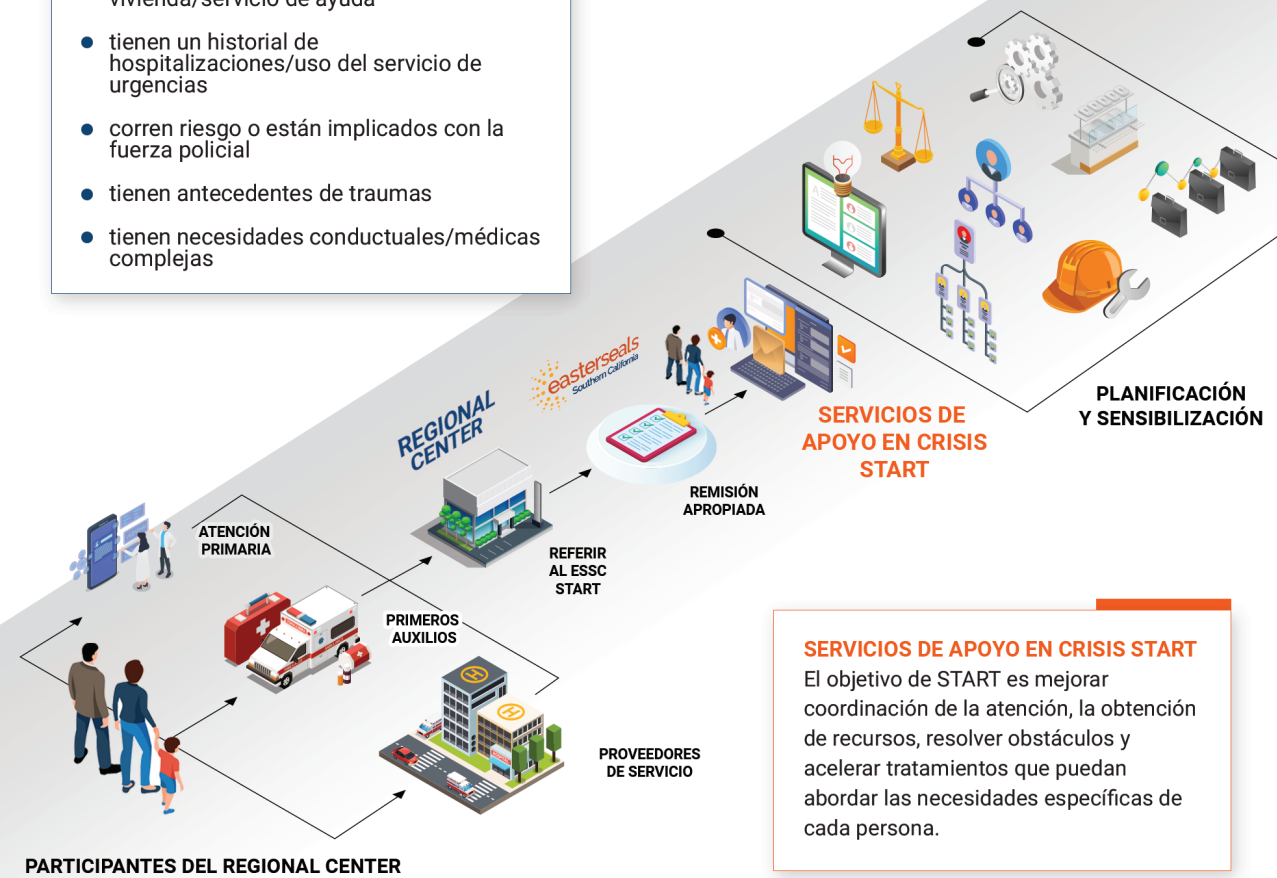 vivienda/servicio de ayuda
tienen un historial de
hospitalizaciones/uso del servicio de
urgencias
corren riesgo o están implicados con la
fuerza policial
tienen antecedentes de traumas
tienen necesidades conductuales/médicas
complejas
PLANIFICACIÓN
Y SENSIBILIZACIÓN
easterseals
Southern California
SERVICIOS DE
APOYO EN CRISIS
START
REGIONAL
CENTER
REMISIÓN
APROPIADA
ATENCIÓN
PRIMARIA
REFERIR
AL ESSC
START
PRIMEROS
AUXILIOS
PROVEEDORES
DE SERVICIO
PARTICIPANTES DEL REGIONAL CENTER
SERVICIOS DE APOYO EN CRISIS START
El objetivo de START es mejorar
coordinación de la atención, la obtención
de recursos, resolver obstáculos y
acelerar tratamientos que puedan
abordar las necesidades específicas de
cada persona.